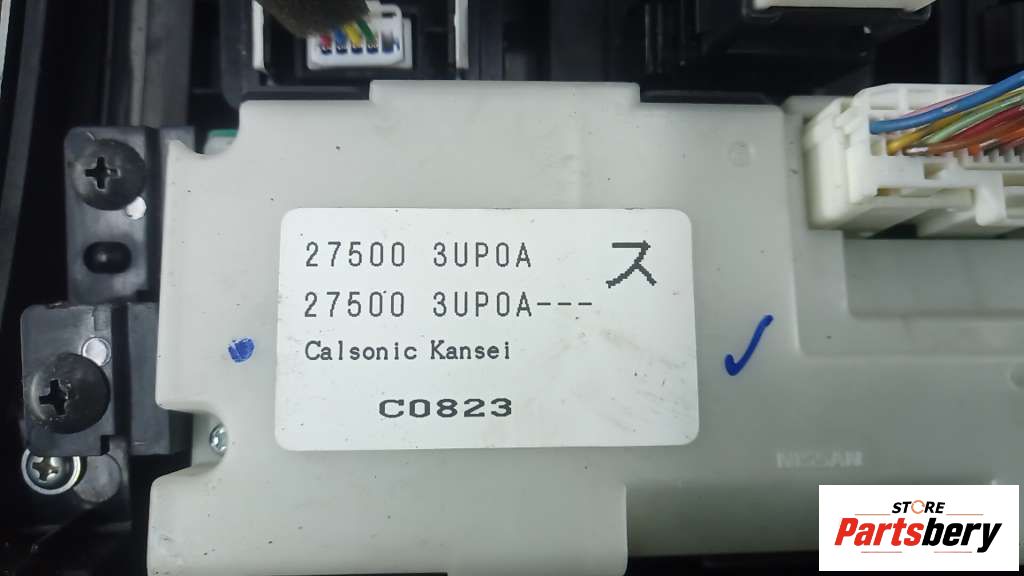 27500 3UP0A
ス
27500 3UP0A---
Calsonic Kansei
C0823
NISSAN
STORE
Partsbery